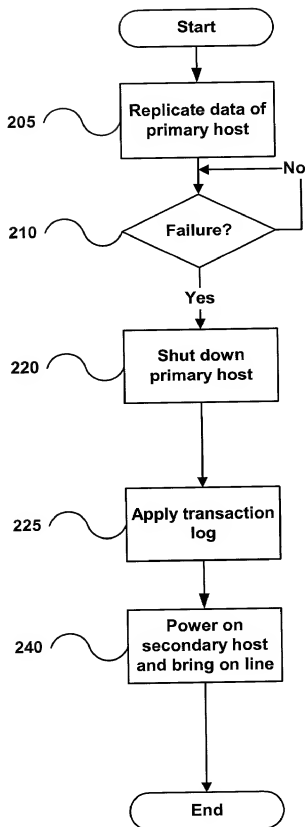 Start
205
Replicate data of
primary host
No
210
Failure?
Yes
220
Shut down
primary host
225
Apply transaction
log
240
Power on
secondary host
and bring on line
End